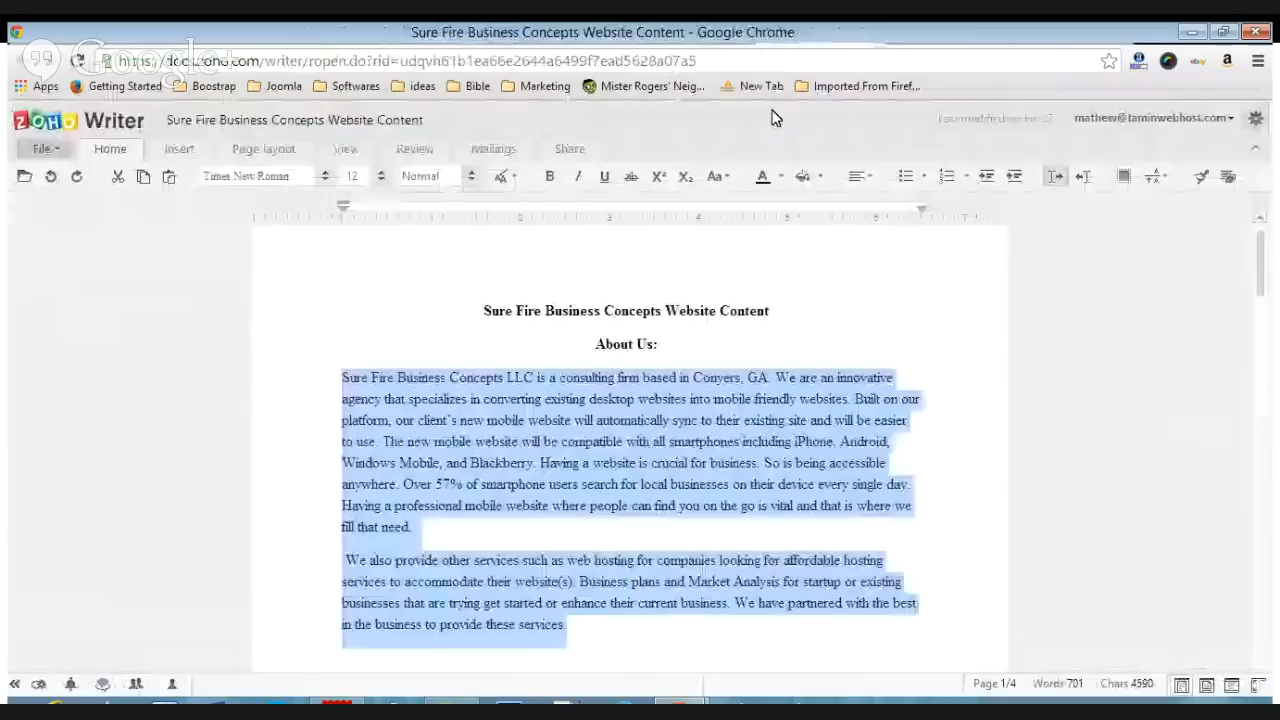 Sure Fire Business Concepts Website Content - Google Chrome
Google+
Apps Getting Started Boostrap Joomla Softwares ideas Bible Marketing Mister Rogers' Neig... New Tab Imported From Firef...
ZOHO Writer Sure Fire Business Concepts Website Content mathew@iaminwebhost.com
File Home Insert Page layout View Review Mailings Share
Times New Roman 12 Normal
2 3 4 5 6 7
Sure Fire Business Concepts Website Content
About Us:
Sure Fire Business Concepts LLC is a consulting firm based in Conyers, GA. We are an innovative
agency that specializes in converting existing desktop websites into mobile friendly websites. Built on our
platform, our client's new mobile website will automatically sync to their existing site and will be easier
to use. The new mobile website will be compatible with all smartphones including iPhone, Android,
Windows Mobile, and Blackberry. Having a website is crucial for business. So is being accessible
anywhere. Over 57% of smartphone users search for local businesses on their device every single day.
Having a professional mobile website where people can find you on the go is vital and that is where we
fill that need.
We also provide other services such as web hosting for companies looking for affordable hosting
services to accommodate their website(s). Business plans and Market Analysis for startup or existing
businesses that are trying get started or enhance their current business. We have partnered with the best
in the business to provide these services.
Page 1/4 Words 701 Chars 4590